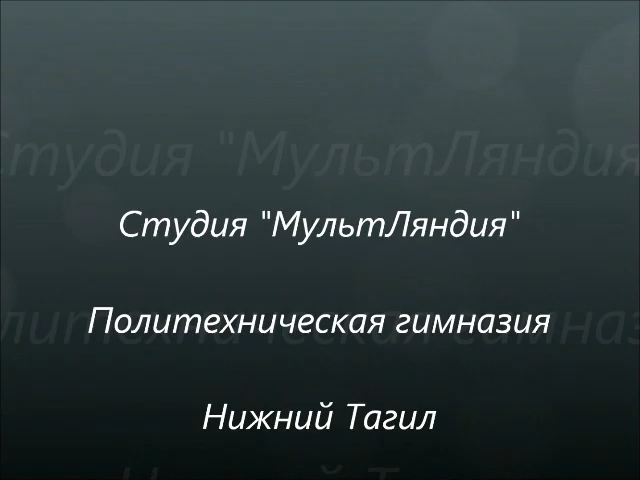 Студия "МультЛяндия"
Политехническая гимназия
Нижний Тагил